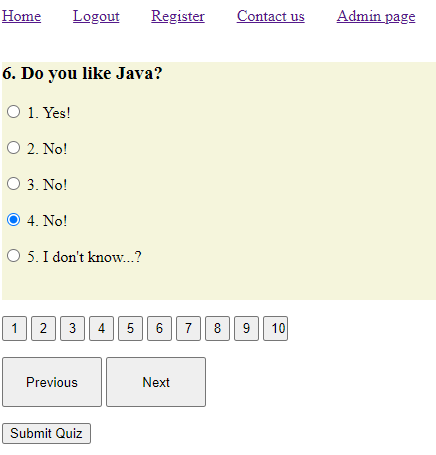 Home Logout Register Contact us Admin page
6. Do you like Java?
1. Yes!
2. No!
3. No!
4. No!
5. I don't know...?
1 2 3 4 5 6 7 8 9 10
Previous Next
Submit Quiz